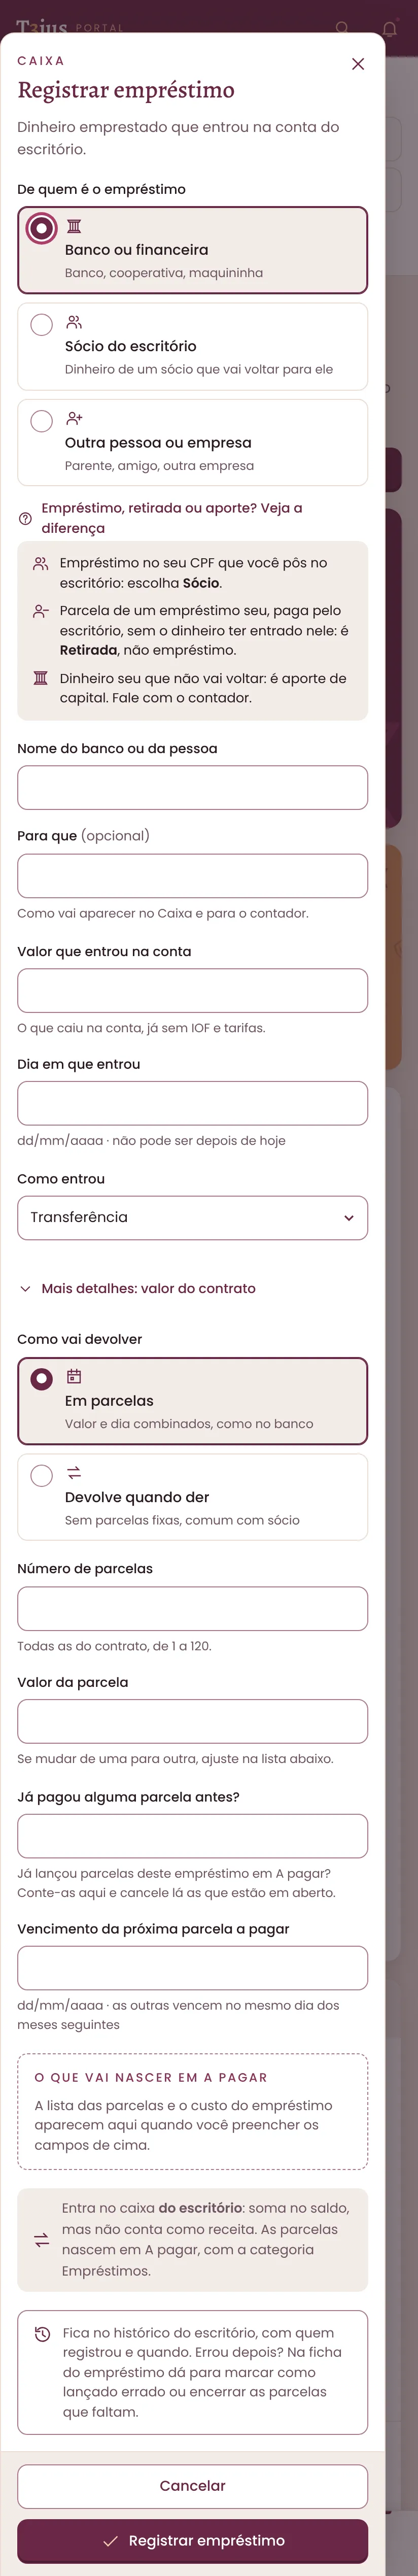 T3jus PORTAL
CAIXA
Registrar empréstimo
Dinheiro emprestado que entrou na conta do
escritório.
De quem é o empréstimo
Banco ou financeira
Banco, cooperativa, maquininha
Sócio do escritório
Dinheiro de um sócio que vai voltar para ele
Outra pessoa ou empresa
Parente, amigo, outra empresa
Empréstimo, retirada ou aporte? Veja a
diferença
Empréstimo no seu CPF que você pôs no
escritório: escolha Sócio.
Parcela de um empréstimo seu, paga pelo
escritório, sem o dinheiro ter entrado nele: é
Retirada, não empréstimo.
Dinheiro seu que não vai voltar: é aporte de
capital. Fale com o contador.
Nome do banco ou da pessoa
Para que (opcional)
Como vai aparecer no Caixa e para o contador.
Valor que entrou na conta
O que caiu na conta, já sem IOF e tarifas.
Dia em que entrou
dd/mm/aaaa · não pode ser depois de hoje
Como entrou
Transferência
Mais detalhes: valor do contrato
Como vai devolver
Em parcelas
Valor e dia combinados, como no banco
Devolve quando der
Sem parcelas fixas, comum com sócio
Número de parcelas
Todas as do contrato, de 1 a 120.
Valor da parcela
Se mudar de uma para outra, ajuste na lista abaixo.
Já pagou alguma parcela antes?
Já lançou parcelas deste empréstimo em A pagar?
Conte-as aqui e cancele lá as que estão em aberto.
Vencimento da próxima parcela a pagar
dd/mm/aaaa · as outras vencem no mesmo dia dos
meses seguintes
O QUE VAI NASCER EM A PAGAR
A lista das parcelas e o custo do empréstimo
aparecem aqui quando você preencher os
campos de cima.
Entra no caixa do escritório: soma no saldo,
mas não conta como receita. As parcelas
nascem em A pagar, com a categoria
Empréstimos.
Fica no histórico do escritório, com quem
registrou e quando. Errou depois? Na ficha
do empréstimo dá para marcar como
lançado errado ou encerrar as parcelas
que faltam.
Cancelar
Registrar empréstimo